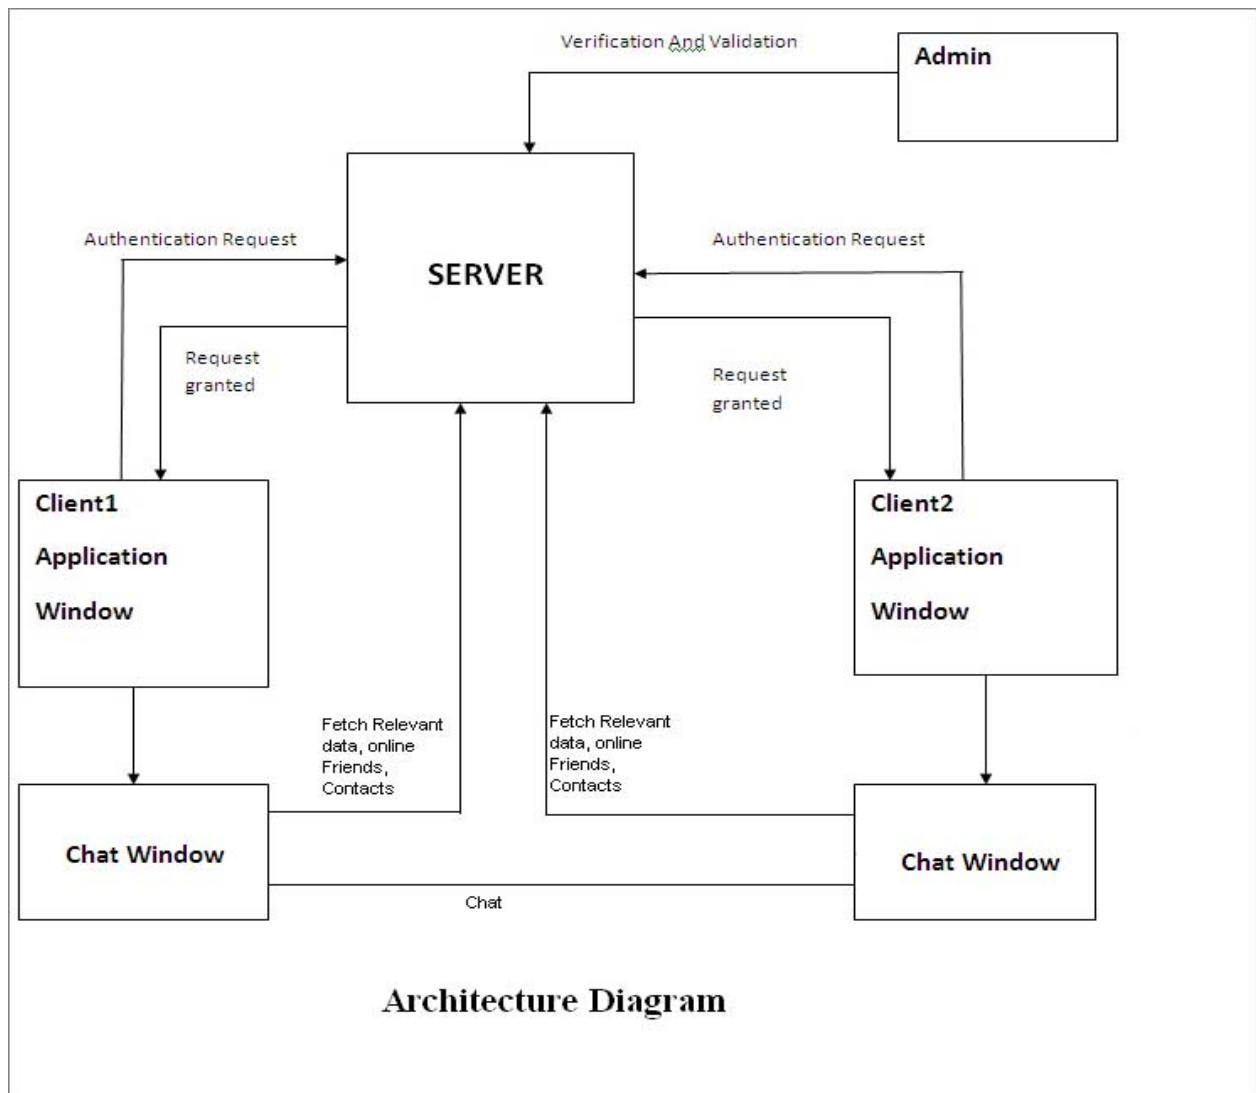 Verification And Validation
Admin
Authentication Request
Authentication Request
SERVER
Request
granted
Request
granted
Client1
Application
Window
Client2
Application
Window
Fetch Relevant
data, online
Friends,
Contacts
Fetch Relevant
data, online
Friends,
Contacts
Chat Window
Chat Window
Chat
Architecture Diagram